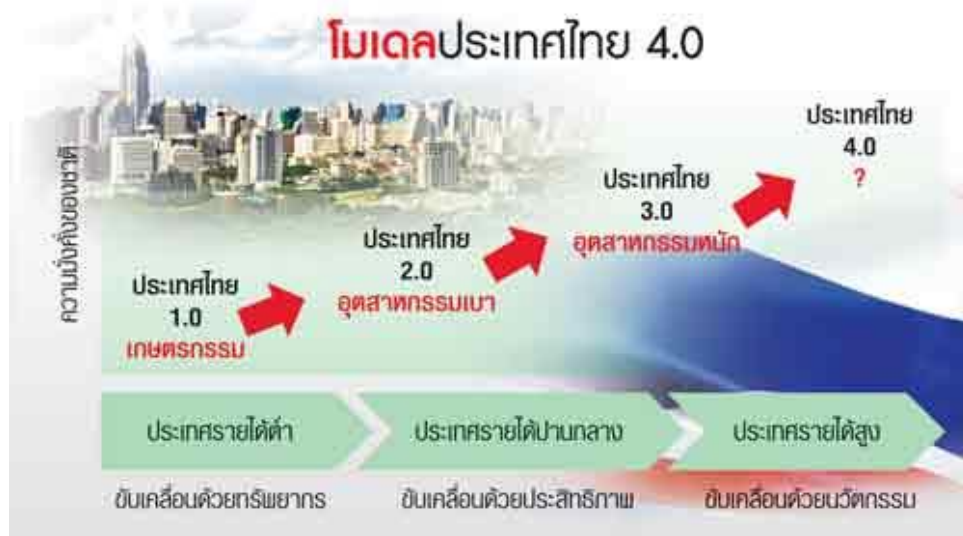 โมเดลประเทศไทย 4.0
ความมั่งคั่งของชาติ
ประเทศไทย
1.0
เกษตรกรรม
ประเทศไทย
2.0
อุตสาหกรรมเบา
ประเทศไทย
3.0
อุตสาหกรรมหนัก
ประเทศไทย
4.0
?
ประเทศรายได้ต่ำ
ประเทศรายได้ปานกลาง
ประเทศรายได้สูง
ขับเคลื่อนด้วยทรัพยากร
ขับเคลื่อนด้วยประสิทธิภาพ
ขับเคลื่อนด้วยนวัตกรรม